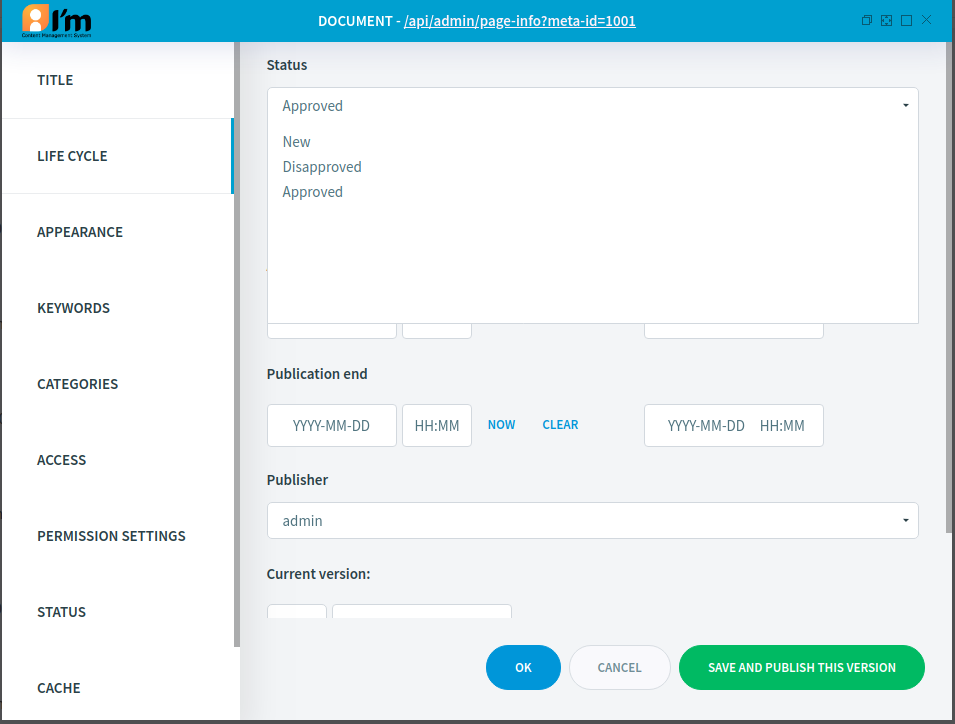 I'm
Content Management System
DOCUMENT - /api/admin/page-info?meta-id=1001
TITLE
LIFE CYCLE
APPEARANCE
KEYWORDS
CATEGORIES
ACCESS
PERMISSION SETTINGS
STATUS
CACHE
Status
Approved
New
Disapproved
Approved
Publication end
YYYY-MM-DD HH:MM NOW CLEAR YYYY-MM-DD HH:MM
Publisher
admin
Current version:
OK CANCEL SAVE AND PUBLISH THIS VERSION